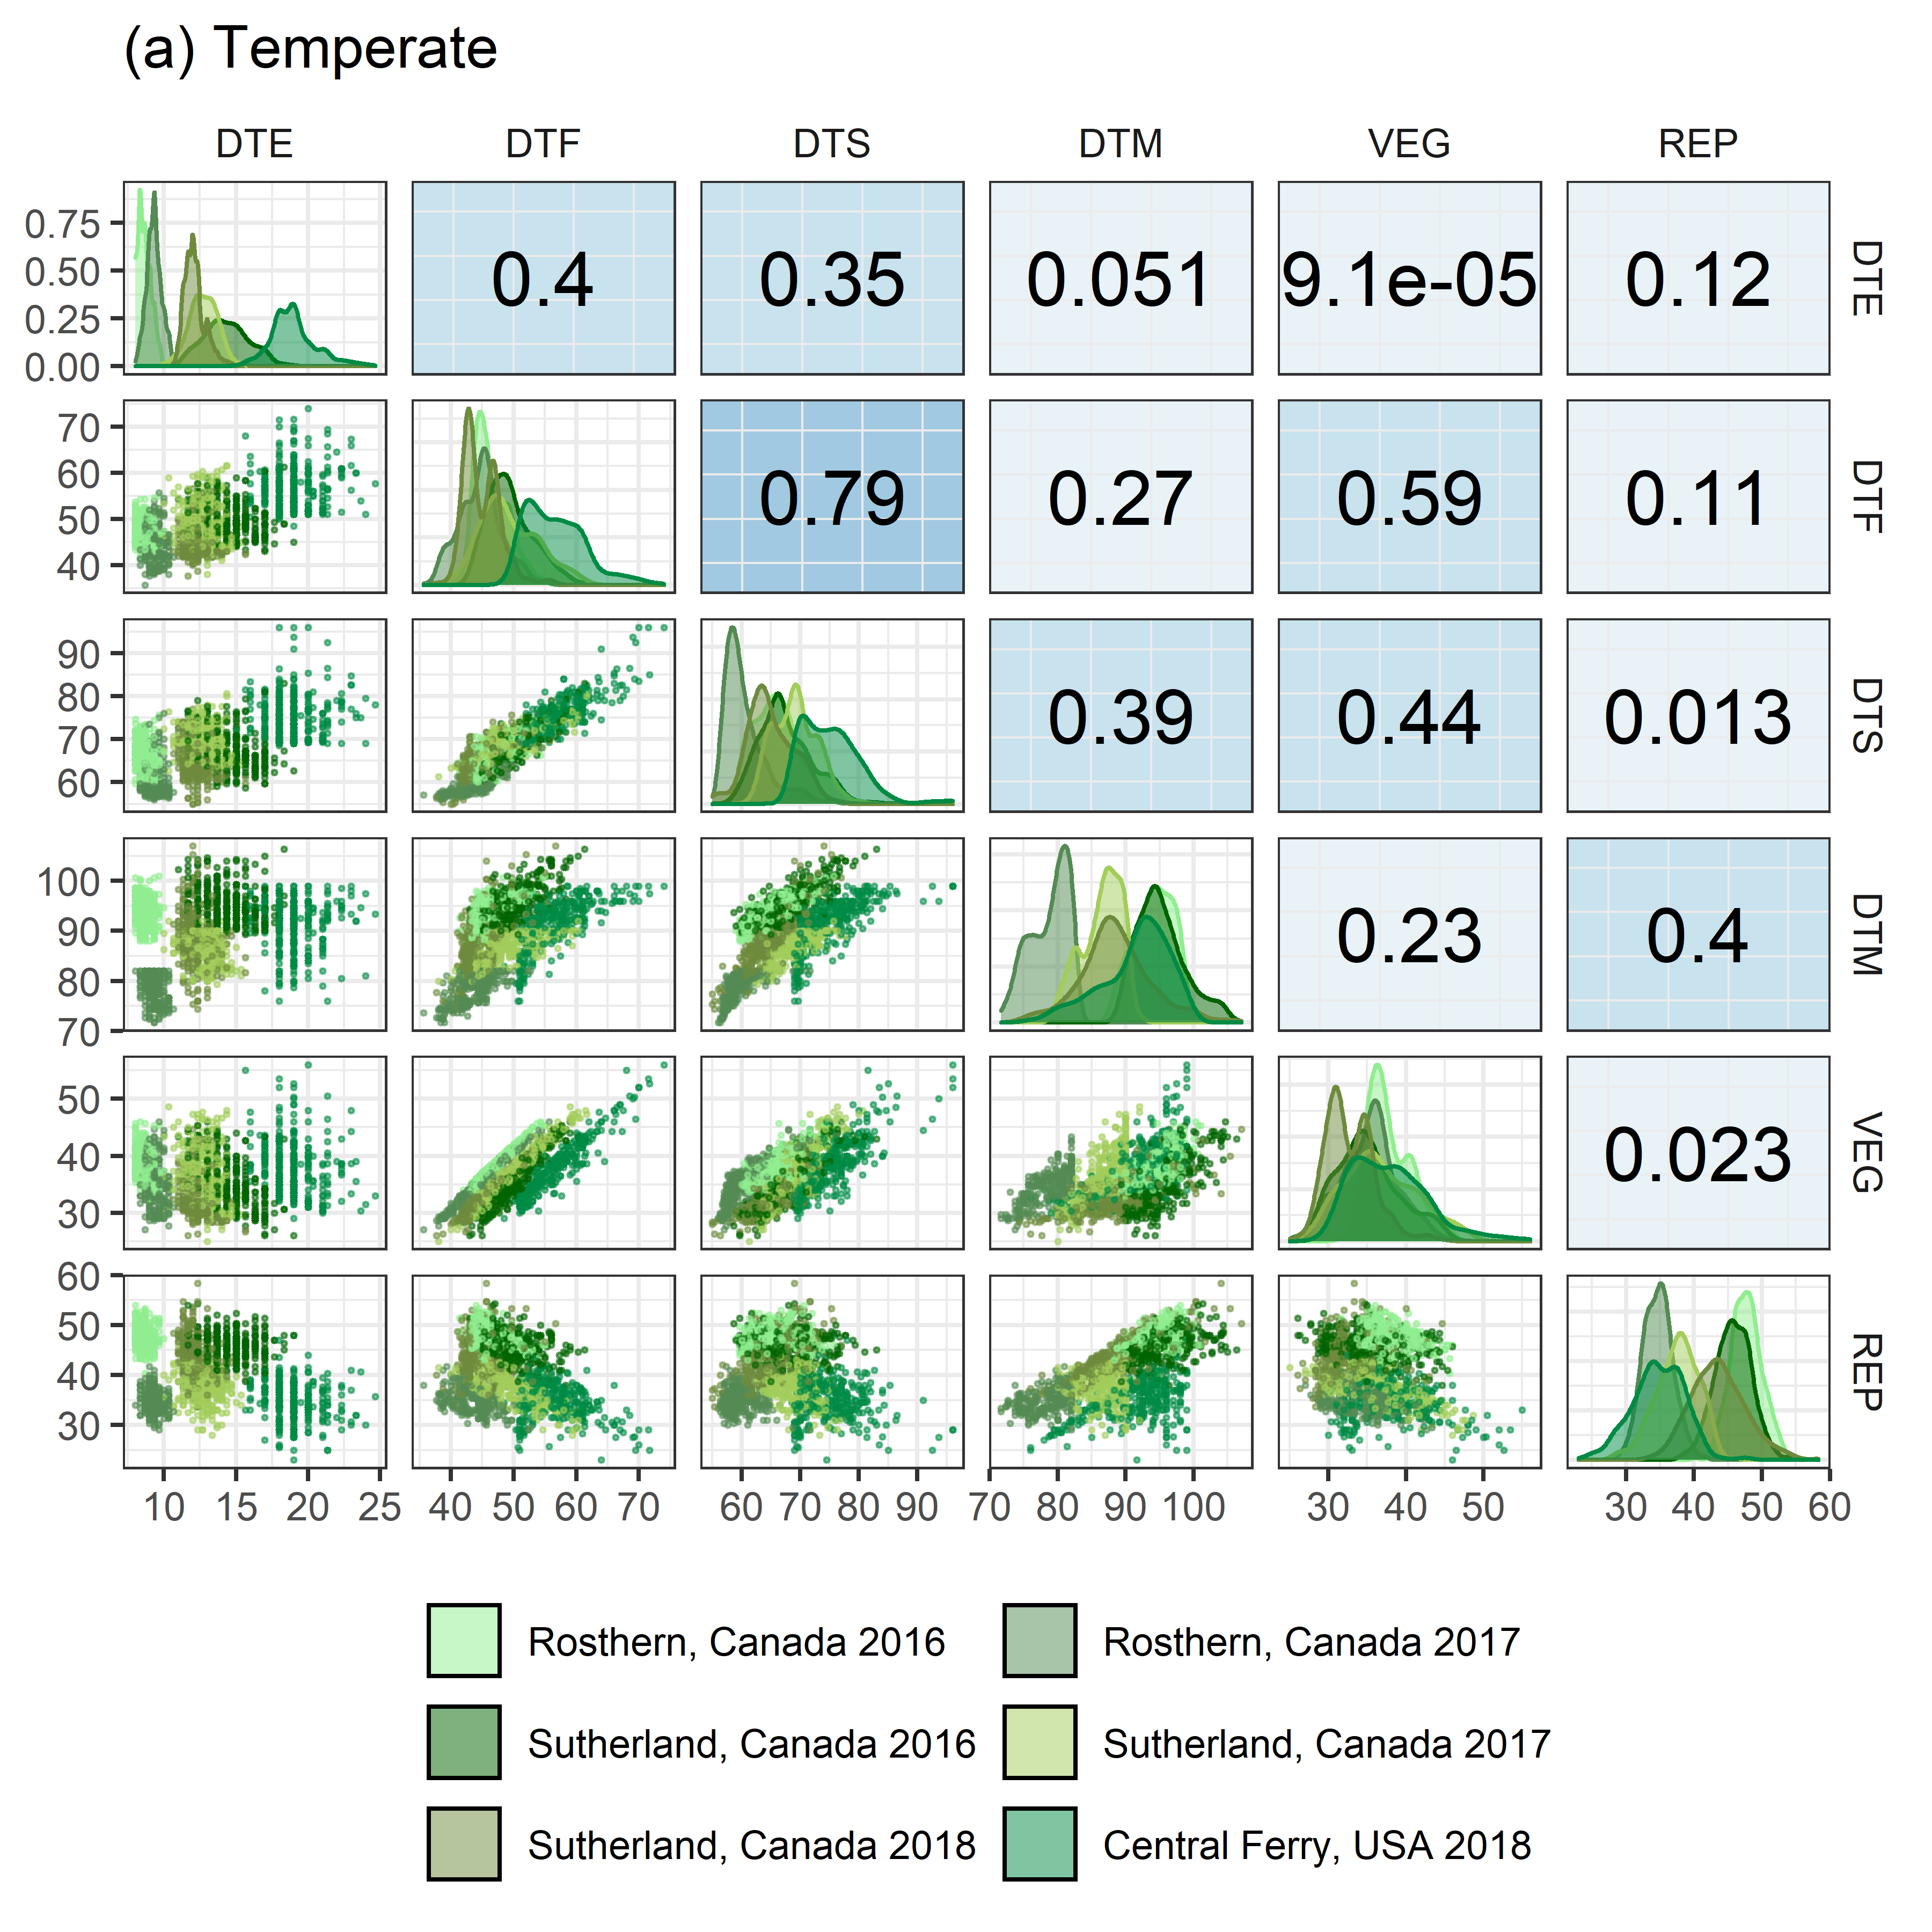 (a) Temperate
DTE DTF DTS DTM VEG REP
0.75
0.50
0.25
0.00
0.4 0.35 0.051 9.1e-05 0.12
DTE
70
60
50
40
0.79 0.27 0.59 0.11
DTF
90
80
70
60
0.39 0.44 0.013
DTS
100
90
80
70
0.23 0.4
DTM
50
40
30
0.023
VEG
60
50
40
30
REP
10 15 20 25 40 50 60 70 60 70 80 90 70 80 90 100 30 40 50 30 40 50 60
Rosthern, Canada 2016 Rosthern, Canada 2017
Sutherland, Canada 2016 Sutherland, Canada 2017
Sutherland, Canada 2018 Central Ferry, USA 2018